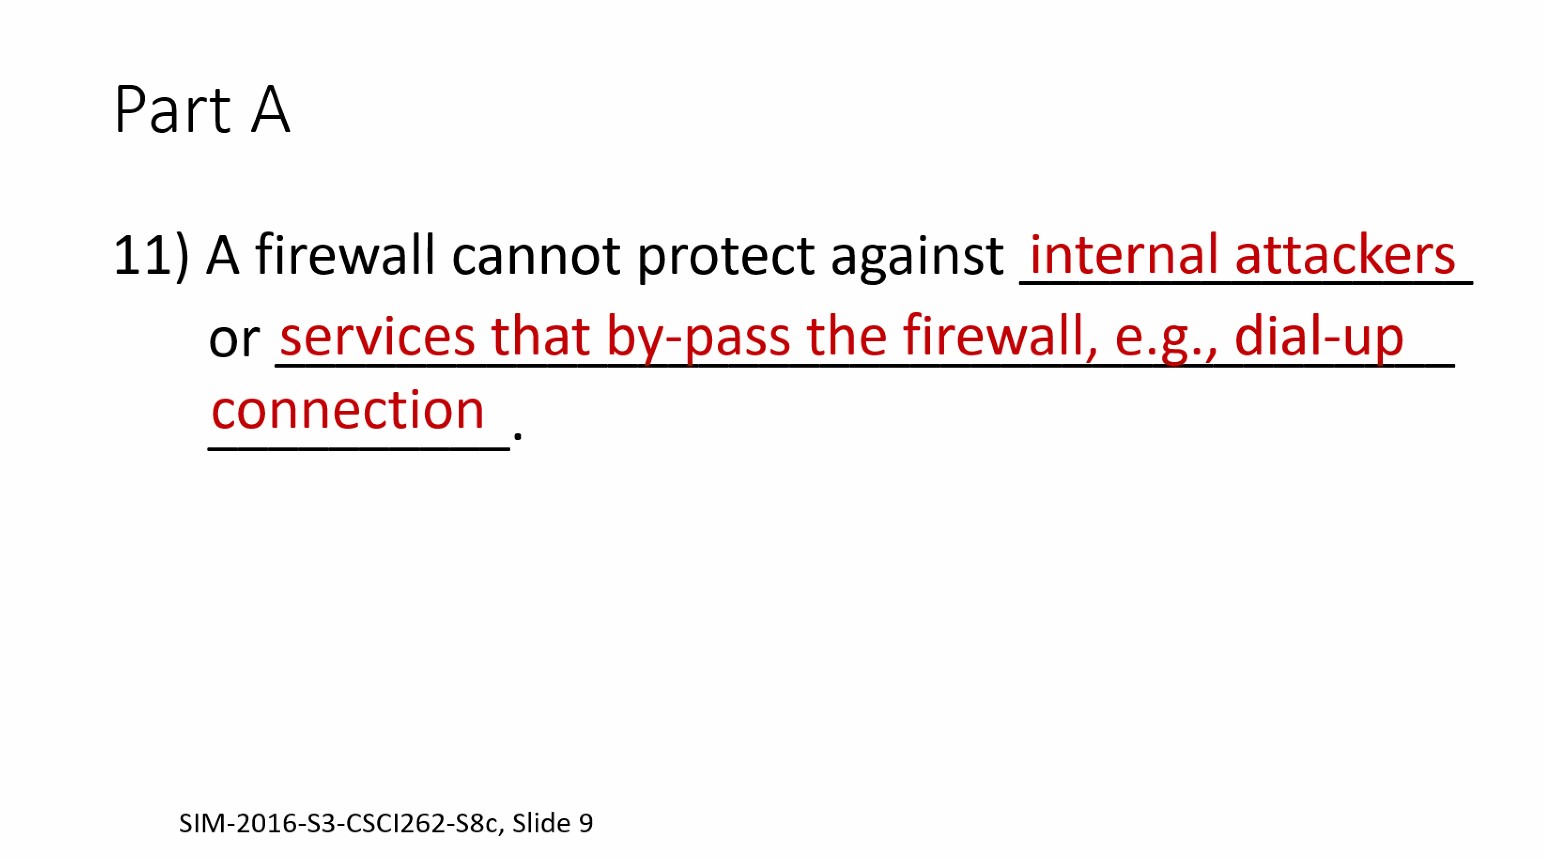 Part A
11) A firewall cannot protect against internal attackers
or services that by-pass the firewall, e.g., dial-up
connection.
SIM-2016-S3-CSCI262-S8c, Slide 9